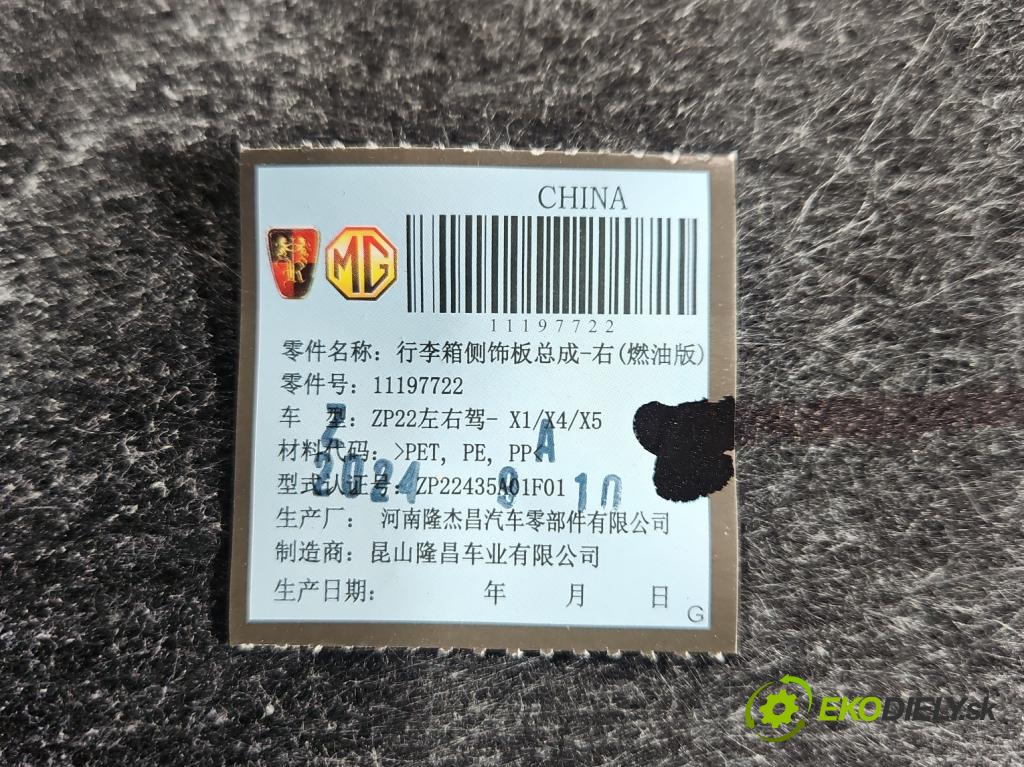 CHINA
MG
11197722
零件名称：行李箱侧饰板总成-右(燃油版)
零件号：11197722
车 型：ZP22左右驾- X1/X4/X5
Z A
材料代码：>PET, PE, PP<
2024 9 10
型式认证号：ZP22435A01F01
生产厂： 河南隆杰昌汽车零部件有限公司
制造商：昆山隆昌车业有限公司
生产日期： 年 月 日
G
EKODIELY.sk